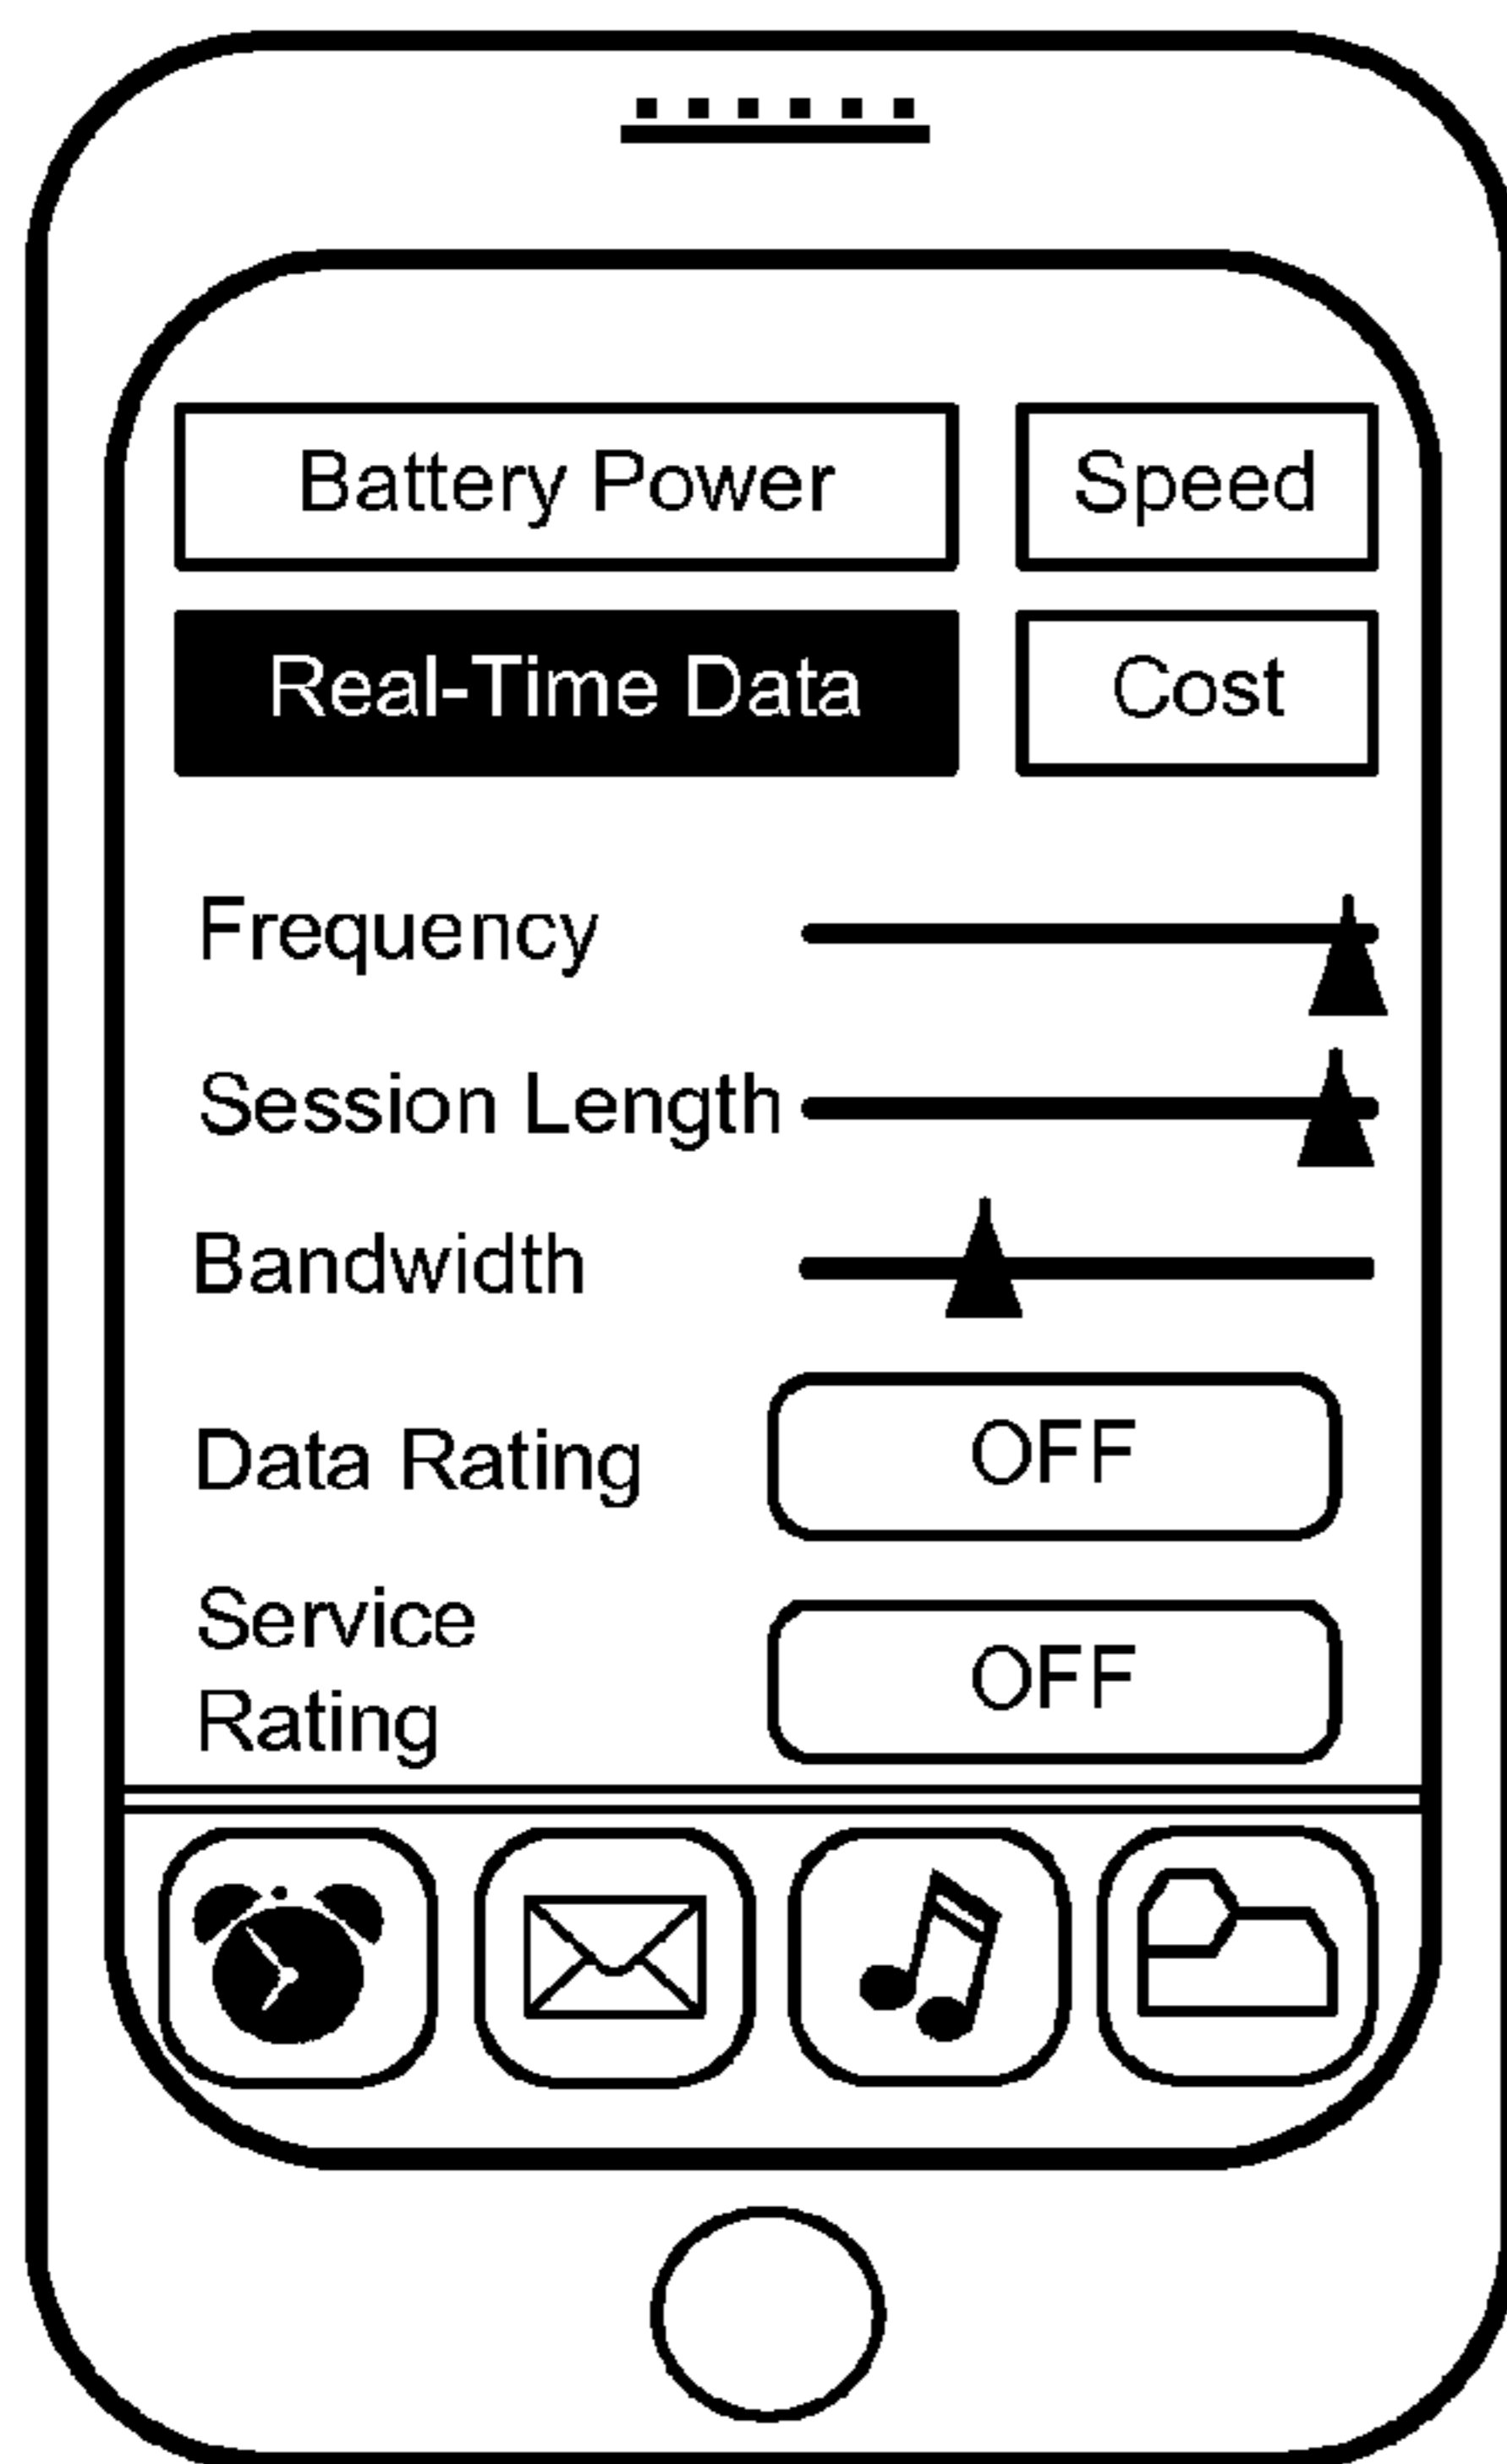 Battery Power
Speed
Real-Time Data
Cost
Frequency
Session Length
Bandwidth
Data Rating
OFF
Service
Rating
OFF